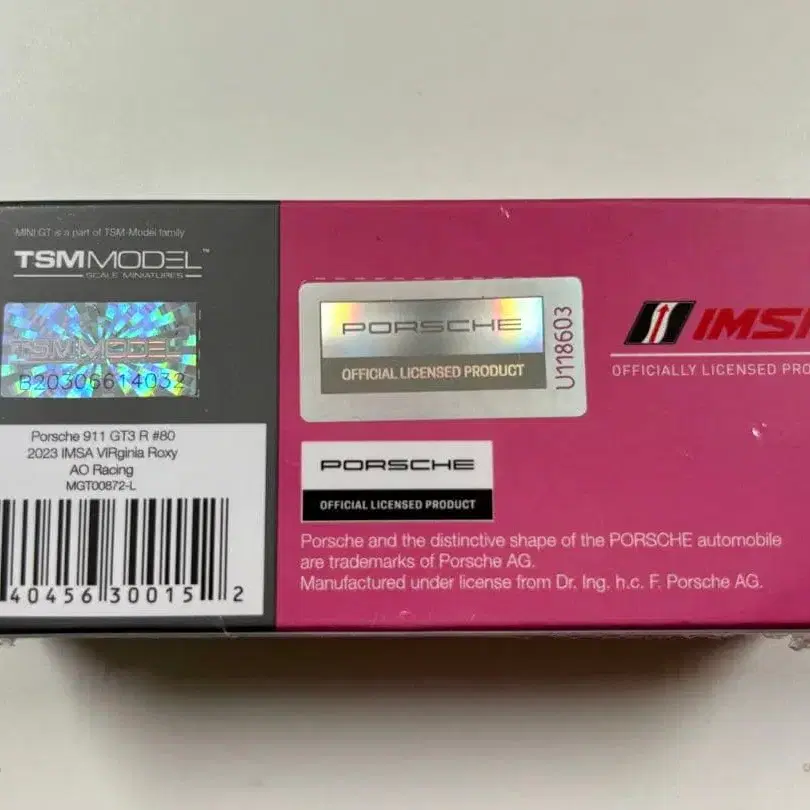 MINI GT is a part of TSM-Model family
TSMMODEL™
SCALE MINIATURES
TSMMODEL
B20306614032
Porsche 911 GT3 R #80
2023 IMSA VIRginia Roxy
AO Racing
MGT00872-L
40456 30015 2
PORSCHE
OFFICIAL LICENSED PRODUCT
U118603
PORSCHE
OFFICIAL LICENSED PRODUCT
Porsche and the distinctive shape of the PORSCHE automobile
are trademarks of Porsche AG.
Manufactured under license from Dr. Ing. h.c. F. Porsche AG.
IMSA
OFFICIALLY LICENSED PRO